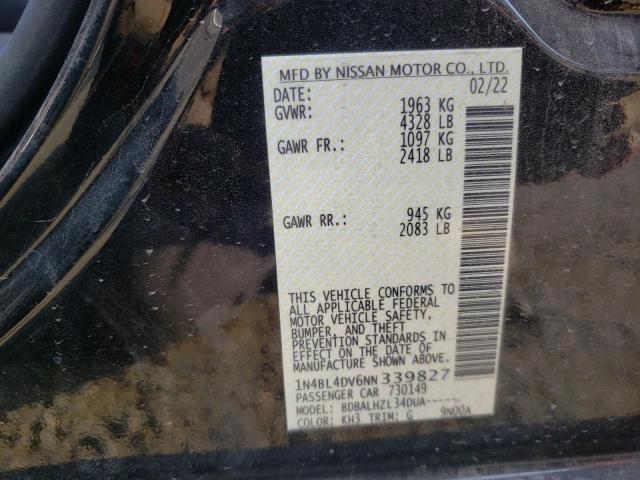 MFD BY NISSAN MOTOR CO., LTD.
DATE: 02/22
GVWR: 1963 KG
4328 LB
GAWR FR.: 1097 KG
2418 LB
GAWR RR.: 945 KG
2083 LB
THIS VEHICLE CONFORMS TO
ALL APPLICABLE FEDERAL
MOTOR VEHICLE SAFETY,
BUMPER, AND THEFT
PREVENTION STANDARDS IN
EFFECT ON THE DATE OF
MANUFACTURE SHOWN ABOVE.
1N4BL4DV6NN339827
PASSENGER CAR 730149
MODEL: BDBALHZL34DUA-----
COLOR: KH3 TRIM: G 9N00A